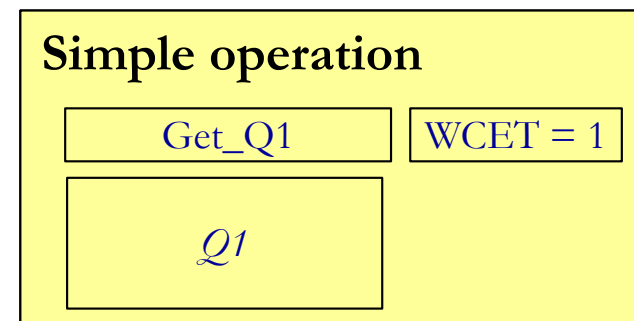 Simple operation
Get_Q1 WCET = 1
Q1